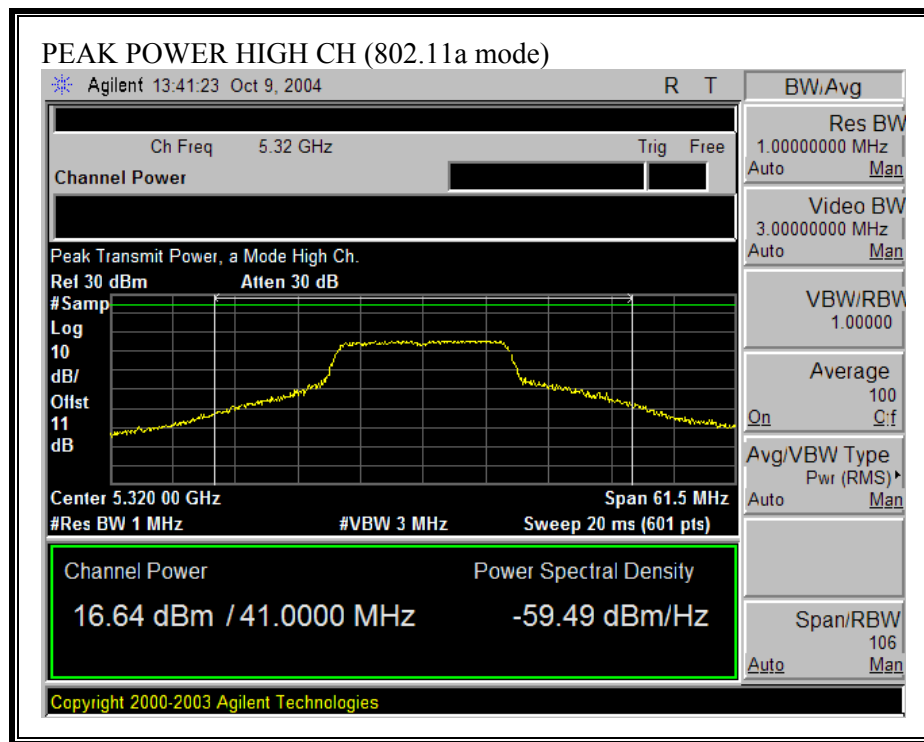 PEAK POWER HIGH CH (802.11a mode)
Agilent 13:41:23 Oct 9, 2004 R T
BW/Avg
Ch Freq 5.32 GHz Trig Free
Channel Power
Res BW
1.00000000 MHz
Auto Man
Video BW
3.00000000 MHz
Auto Man
Peak Transmit Power, a Mode High Ch.
Ref 30 dBm Atten 30 dB
#Samp
Log
10
dB/
Offst
11
dB
VBW/RBW
1.00000
Average
100
On Off
Avg/VBW Type
Pwr (RMS)
Auto Man
Center 5.320 00 GHz Span 61.5 MHz
#Res BW 1 MHz #VBW 3 MHz Sweep 20 ms (601 pts)
Channel Power Power Spectral Density
16.64 dBm / 41.0000 MHz -59.49 dBm/Hz
Span/RBW
106
Auto Man
Copyright 2000-2003 Agilent Technologies